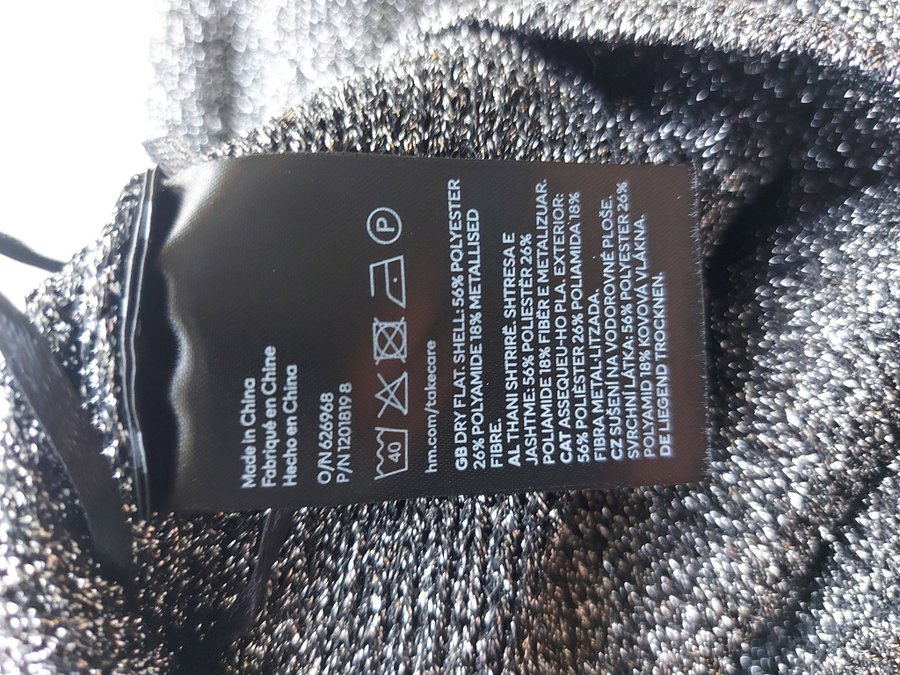 Made in China
Fabriqué en Chine
Hecho en China
O/N 626968
P/N 1201819 8
40
P
hm.com/takecare
GB DRY FLAT. SHELL: 56% POLYESTER
26% POLYAMIDE 18% METALLISED
FIBRE.
AL THANI SHTRIRË. SHTRESA E
JASHTME: 56% POLIESTËR 26%
POLIAMIDE 18% FIBËR E METALIZUAR.
CAT ASSEQUEU-HO PLA. EXTERIOR:
56% POLIÈSTER 26% POLIAMIDA 18%
FIBRA METAL·LITZADA.
CZ SUŠENÍ NA VODOROVNÉ PLOŠE.
SVRCHNÍ LÁTKA: 56% POLYESTER 26%
POLYAMID 18% KOVOVÁ VLÁKNA.
DE LIEGEND TROCKNEN.